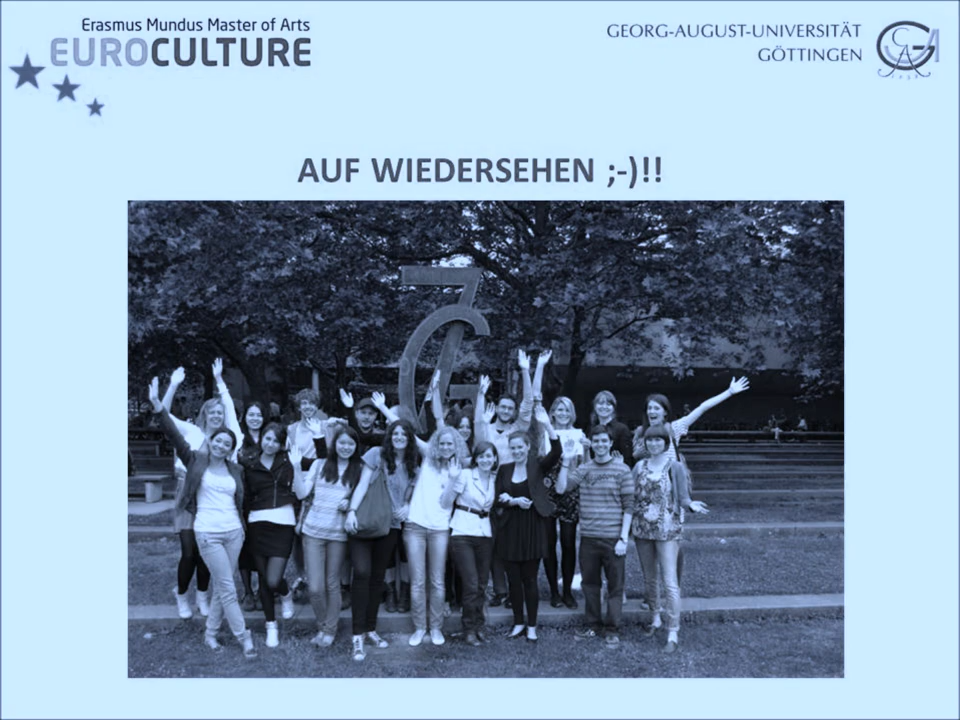 Erasmus Mundus Master of Arts
EUROCULTURE
GEORG-AUGUST-UNIVERSITÄT
GÖTTINGEN
AUF WIEDERSEHEN ;-)!!